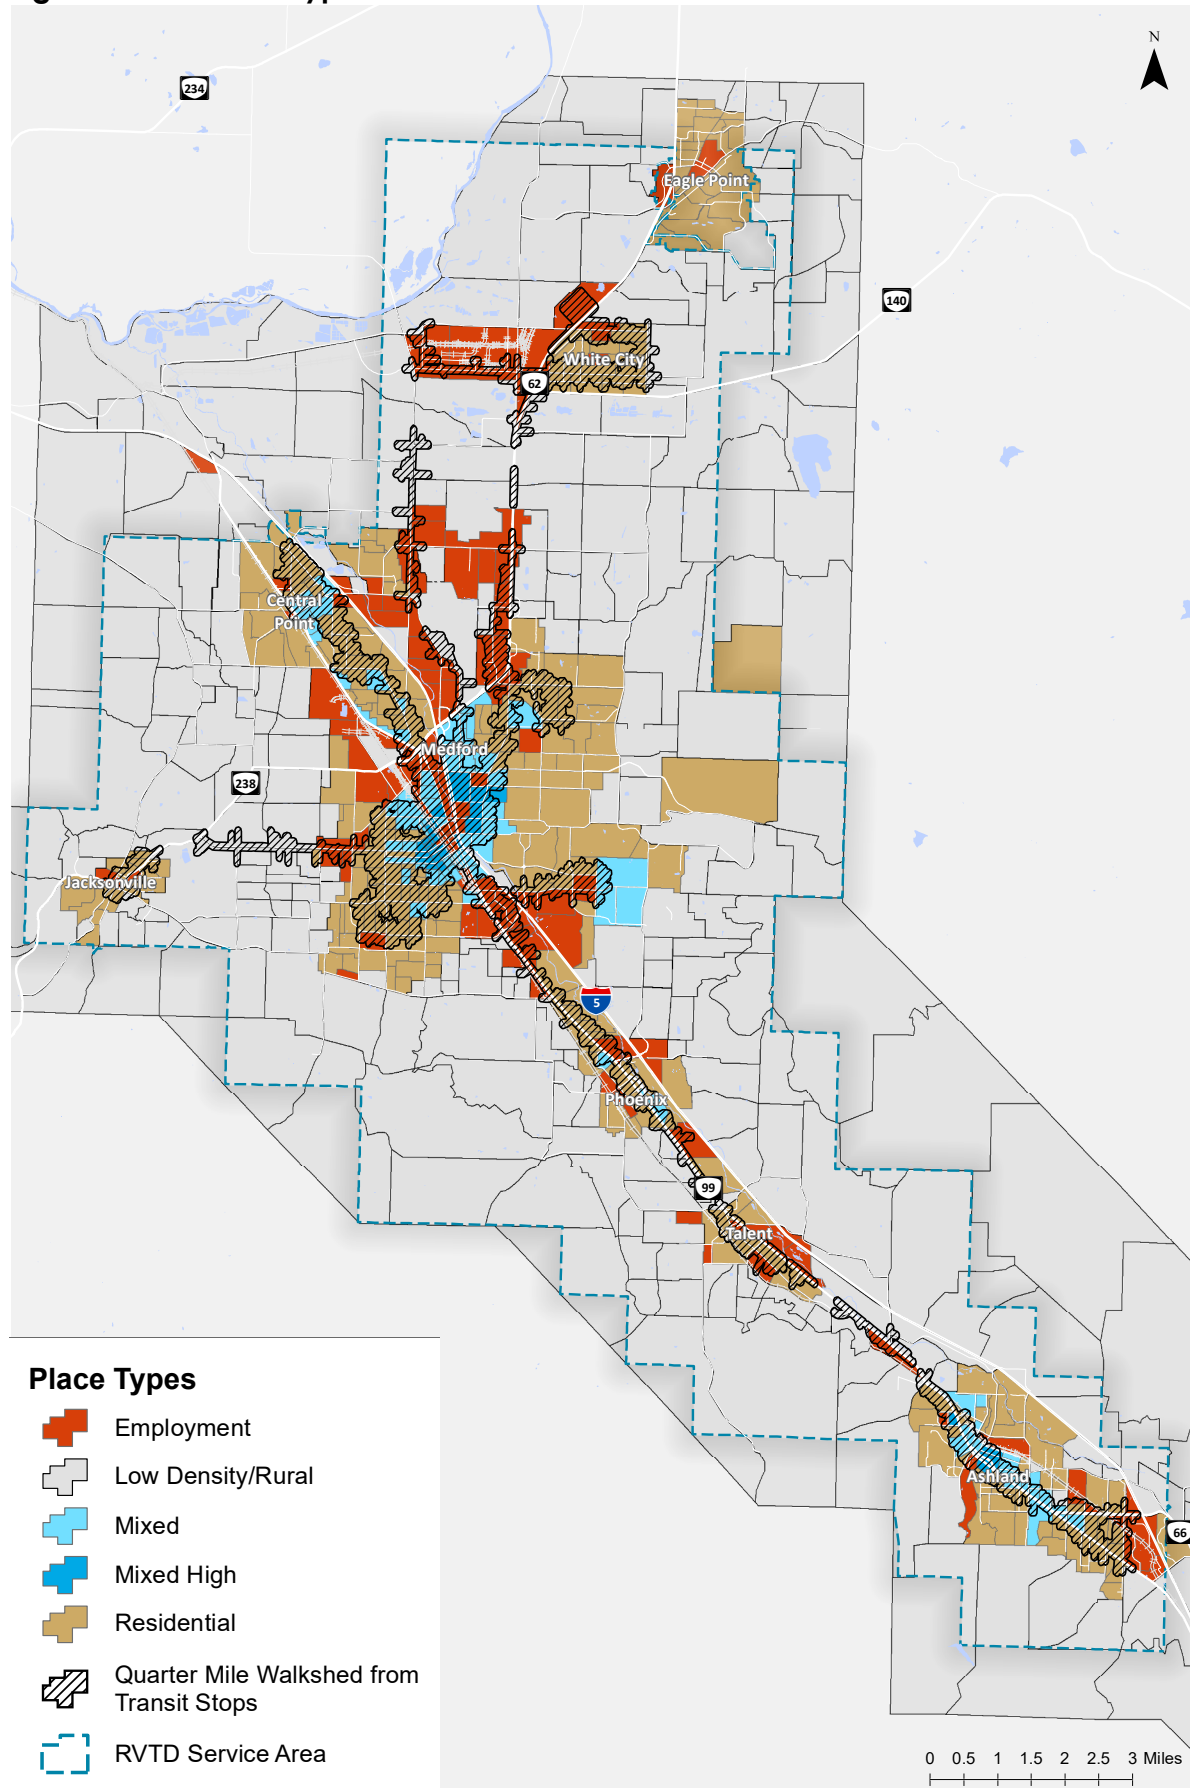 N
234
Eagle Point
140
White City
62
Central
Point
Medford
238
Jacksonville
5
Phoenix
99
Talent
Ashland
66
Place Types
Employment
Low Density/Rural
Mixed
Mixed High
Residential
Quarter Mile Walkshed from
Transit Stops
RVTD Service Area
0 0.5 1 1.5 2 2.5 3 Miles